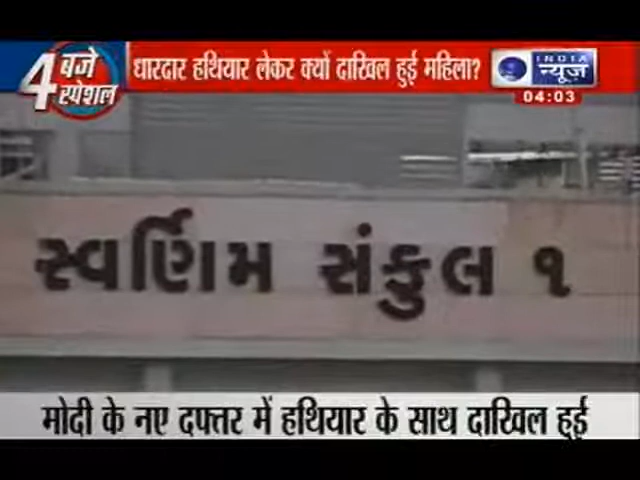 4 बजे स्पेशल
धारदार हथियार लेकर क्यों दाखिल हुई महिला?
INDIA
न्यूज़
04:03
સ્વર્ણિમ સંકુલ ૧
मोदी के नए दफ्तर में हथियार के साथ दाखिल हुई